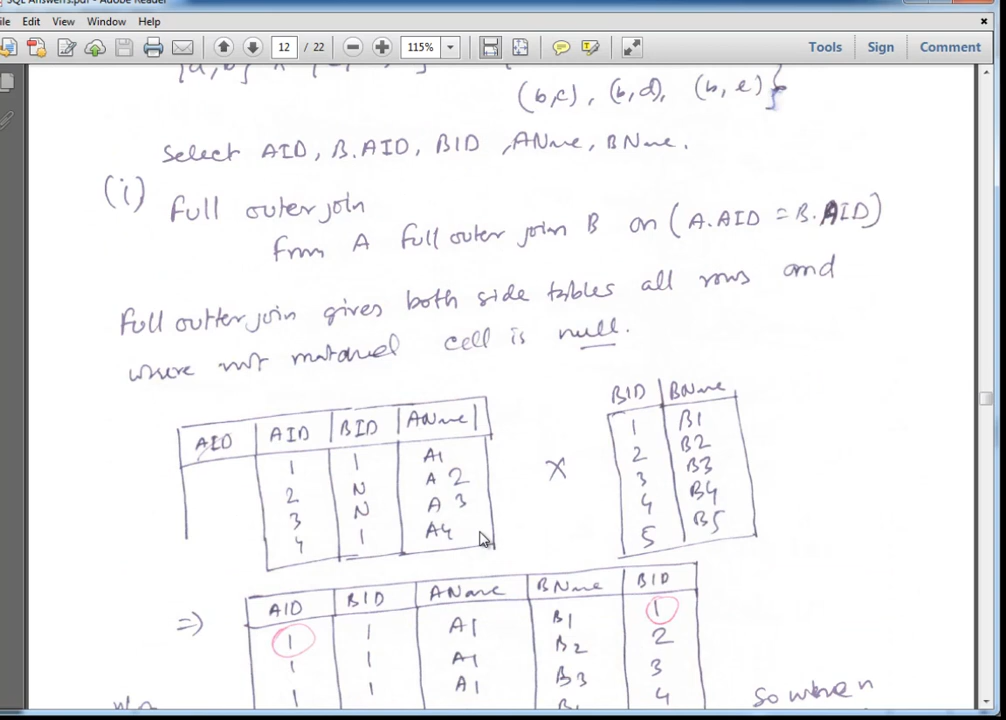 SQL Answers.pdf - Adobe Reader
File Edit View Window Help
12 / 22 115% Tools Sign Comment
(b,c), (b,d), (b,e)}
Select AID, B.AID, BID, AName, BName.
(i) Full outer join
from A full outer join B on (A.AID = B.AID)
Full outter join gives both side tables all rows and
where not matched cell is null.
AID AID BID AName
1 1 A1
2 N A2
3 N A3
4 1 A4
X
BID BName
1 B1
2 B2
3 B3
4 B4
5 B5
=> AID BID AName BName BID
1 1 A1 B1 1
1 1 A1 B2 2
1 1 A1 B3 3
1 1 4
So when